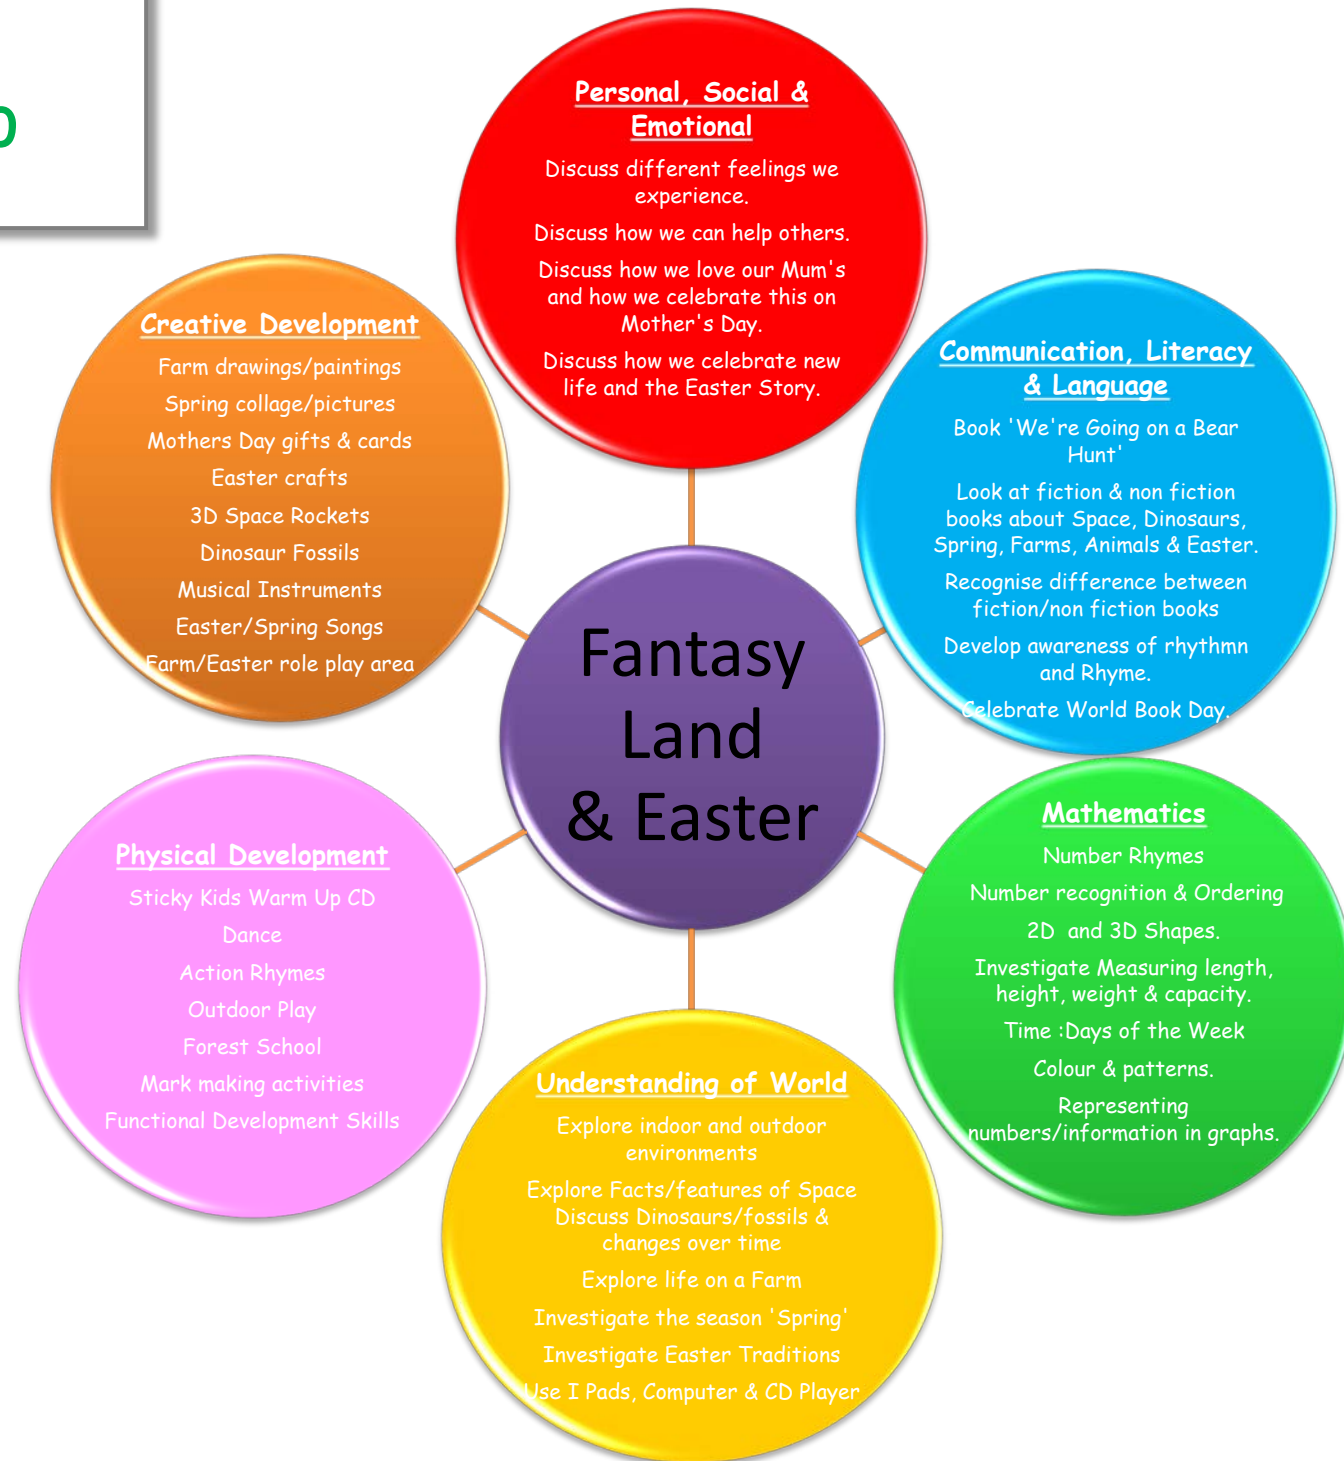 Personal, Social &
Emotional
Discuss different feelings we
experience.
Discuss how we can help others.
Discuss how we love our Mum's
and how we celebrate this on
Mother's Day.
Discuss how we celebrate new
life and the Easter Story.
Communication, Literacy
& Language
Book 'We're Going on a Bear
Hunt'
Look at fiction & non fiction
books about Space, Dinosaurs,
Spring, Farms, Animals & Easter.
Recognise difference between
fiction/non fiction books
Develop awareness of rhythmn
and Rhyme.
Celebrate World Book Day.
Mathematics
Number Rhymes
Number recognition & Ordering
2D and 3D Shapes.
Investigate Measuring length,
height, weight & capacity.
Time :Days of the Week
Colour & patterns.
Representing
numbers/information in graphs.
Understanding of World
Explore indoor and outdoor
environments
Explore Facts/features of Space
Discuss Dinosaurs/fossils &
changes over time
Explore life on a Farm
Investigate the season 'Spring'
Investigate Easter Traditions
Use I Pads, Computer & CD Player
Physical Development
Sticky Kids Warm Up CD
Dance
Action Rhymes
Outdoor Play
Forest School
Mark making activities
Functional Development Skills
Creative Development
Farm drawings/paintings
Spring collage/pictures
Mothers Day gifts & cards
Easter crafts
3D Space Rockets
Dinosaur Fossils
Musical Instruments
Easter/Spring Songs
Farm/Easter role play area
Fantasy
Land
& Easter